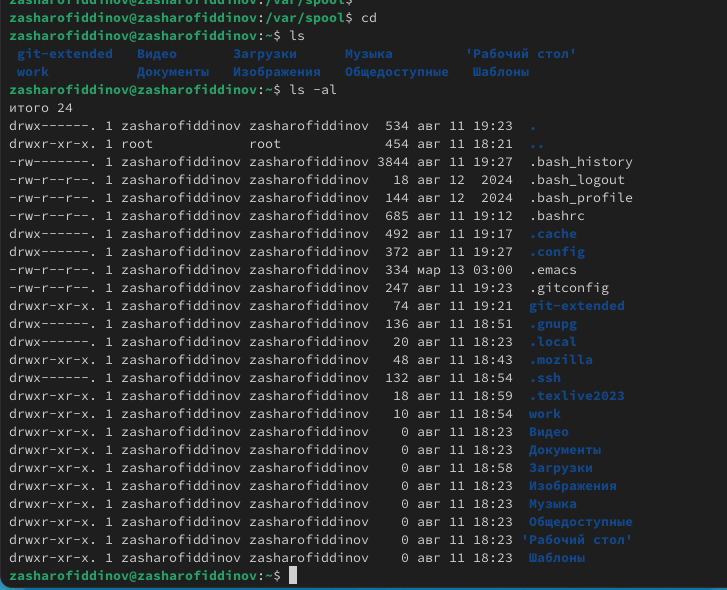 zasharofiddinov@zasharofiddinov:/var/spool$
zasharofiddinov@zasharofiddinov:/var/spool$ cd
zasharofiddinov@zasharofiddinov:~$ ls
git-extended Видео Загрузки Музыка 'Рабочий стол'
work Документы Изображения Общедоступные Шаблоны
zasharofiddinov@zasharofiddinov:~$ ls -al
итого 24
drwx------. 1 zasharofiddinov zasharofiddinov 534 авг 11 19:23 .
drwxr-xr-x. 1 root root 454 авг 11 18:21 ..
-rw-------. 1 zasharofiddinov zasharofiddinov 3844 авг 11 19:27 .bash_history
-rw-r--r--. 1 zasharofiddinov zasharofiddinov 18 авг 12 2024 .bash_logout
-rw-r--r--. 1 zasharofiddinov zasharofiddinov 144 авг 12 2024 .bash_profile
-rw-r--r--. 1 zasharofiddinov zasharofiddinov 685 авг 11 19:12 .bashrc
drwx------. 1 zasharofiddinov zasharofiddinov 492 авг 11 19:17 .cache
drwx------. 1 zasharofiddinov zasharofiddinov 372 авг 11 19:27 .config
-rw-r--r--. 1 zasharofiddinov zasharofiddinov 334 мар 13 03:00 .emacs
-rw-r--r--. 1 zasharofiddinov zasharofiddinov 247 авг 11 19:23 .gitconfig
drwxr-xr-x. 1 zasharofiddinov zasharofiddinov 74 авг 11 19:21 git-extended
drwx------. 1 zasharofiddinov zasharofiddinov 136 авг 11 18:51 .gnupg
drwx------. 1 zasharofiddinov zasharofiddinov 20 авг 11 18:23 .local
drwxr-xr-x. 1 zasharofiddinov zasharofiddinov 48 авг 11 18:43 .mozilla
drwx------. 1 zasharofiddinov zasharofiddinov 132 авг 11 18:54 .ssh
drwxr-xr-x. 1 zasharofiddinov zasharofiddinov 18 авг 11 18:59 .texlive2023
drwxr-xr-x. 1 zasharofiddinov zasharofiddinov 10 авг 11 18:54 work
drwxr-xr-x. 1 zasharofiddinov zasharofiddinov 0 авг 11 18:23 Видео
drwxr-xr-x. 1 zasharofiddinov zasharofiddinov 0 авг 11 18:23 Документы
drwxr-xr-x. 1 zasharofiddinov zasharofiddinov 0 авг 11 18:58 Загрузки
drwxr-xr-x. 1 zasharofiddinov zasharofiddinov 0 авг 11 18:23 Изображения
drwxr-xr-x. 1 zasharofiddinov zasharofiddinov 0 авг 11 18:23 Музыка
drwxr-xr-x. 1 zasharofiddinov zasharofiddinov 0 авг 11 18:23 Общедоступные
drwxr-xr-x. 1 zasharofiddinov zasharofiddinov 0 авг 11 18:23 'Рабочий стол'
drwxr-xr-x. 1 zasharofiddinov zasharofiddinov 0 авг 11 18:23 Шаблоны
zasharofiddinov@zasharofiddinov:~$